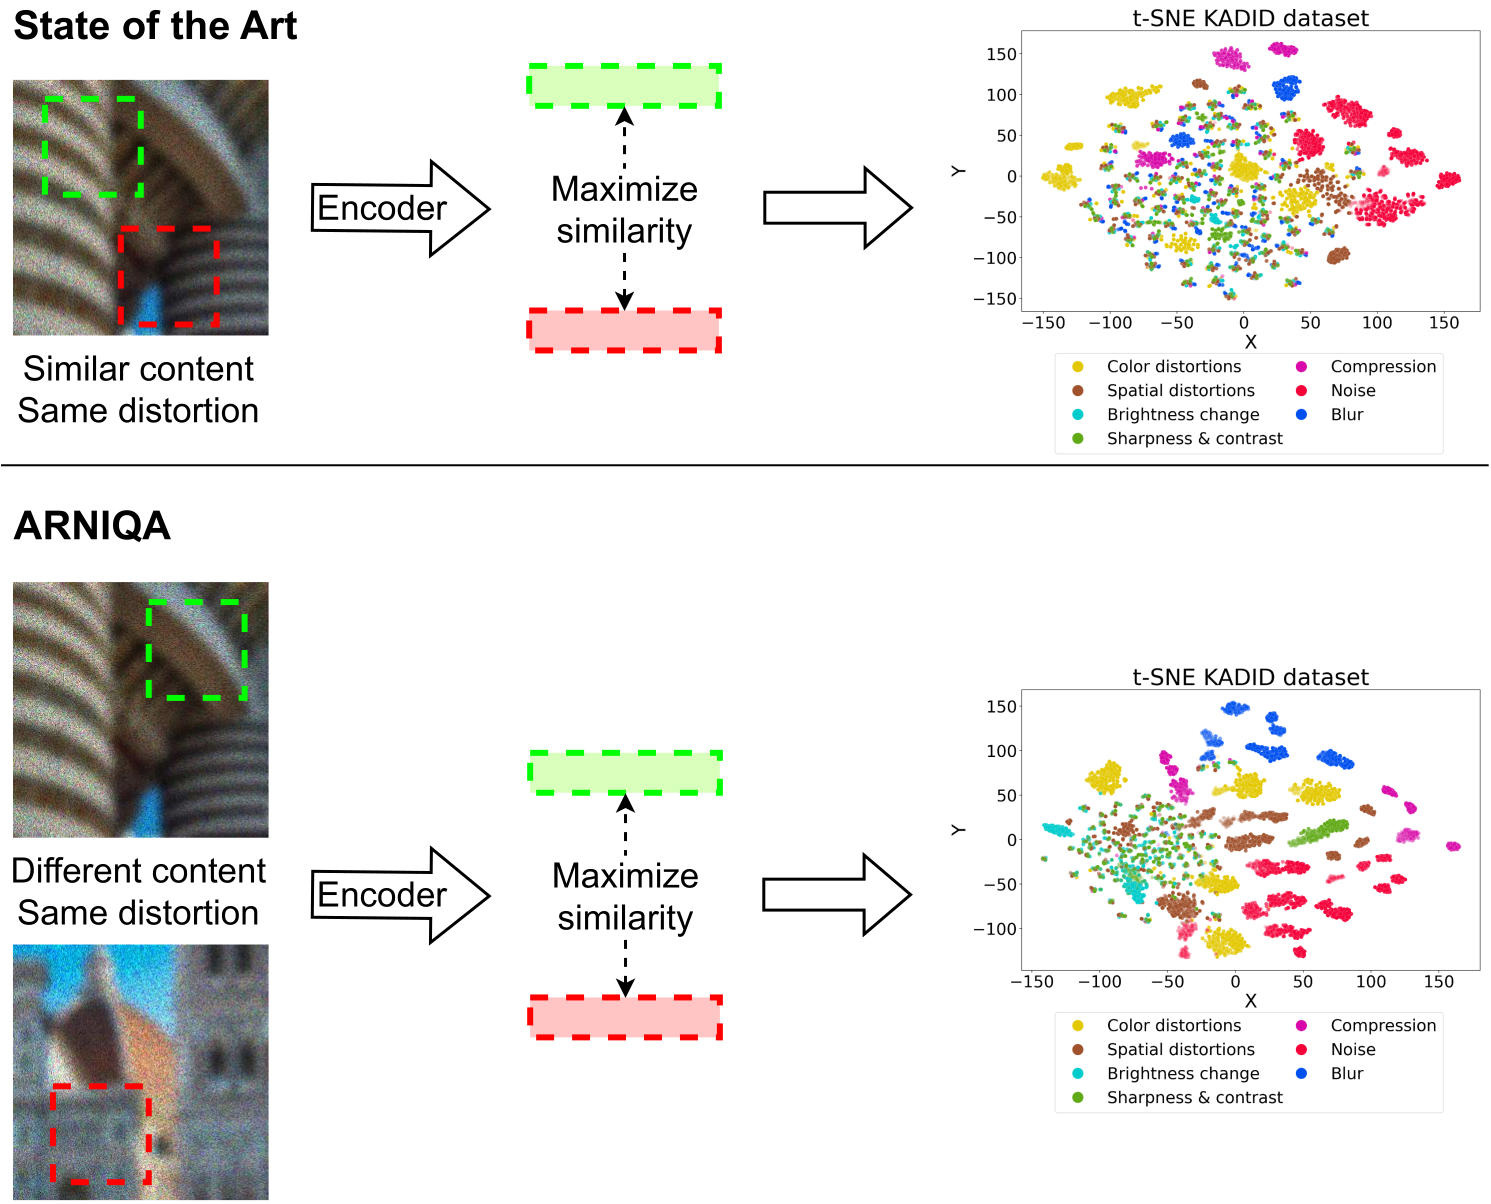 State of the Art
Similar content
Same distortion
Encoder
Maximize
similarity
t-SNE KADID dataset
150
100
50
0
−50
−100
−150
Y
−150 −100 −50 0 50 100 150
X
Color distortions
Spatial distortions
Brightness change
Sharpness & contrast
Compression
Noise
Blur
ARNIQA
Different content
Same distortion
Encoder
Maximize
similarity
t-SNE KADID dataset
150
100
50
0
−50
−100
Y
−150 −100 −50 0 50 100 150
X
Color distortions
Spatial distortions
Brightness change
Sharpness & contrast
Compression
Noise
Blur